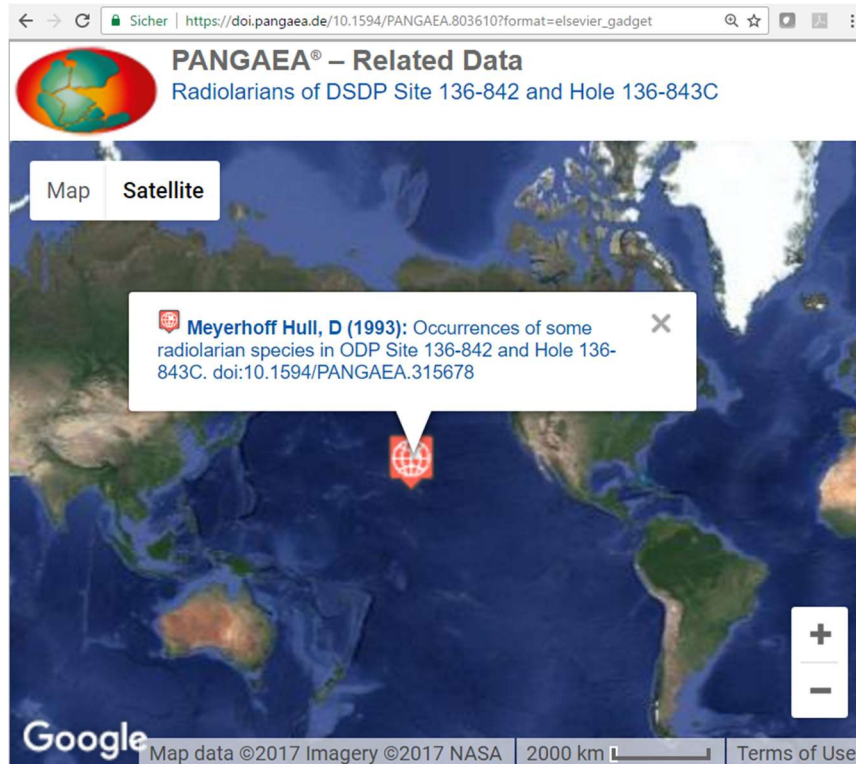 Sicher | https://doi.pangaea.de/10.1594/PANGAEA.803610?format=elsevier_gadget
PANGAEA® – Related Data
Radiolarians of DSDP Site 136-842 and Hole 136-843C
Map Satellite
Meyerhoff Hull, D (1993): Occurrences of some
radiolarian species in ODP Site 136-842 and Hole 136-
843C. doi:10.1594/PANGAEA.315678
Google
Map data ©2017 Imagery ©2017 NASA 2000 km Terms of Use